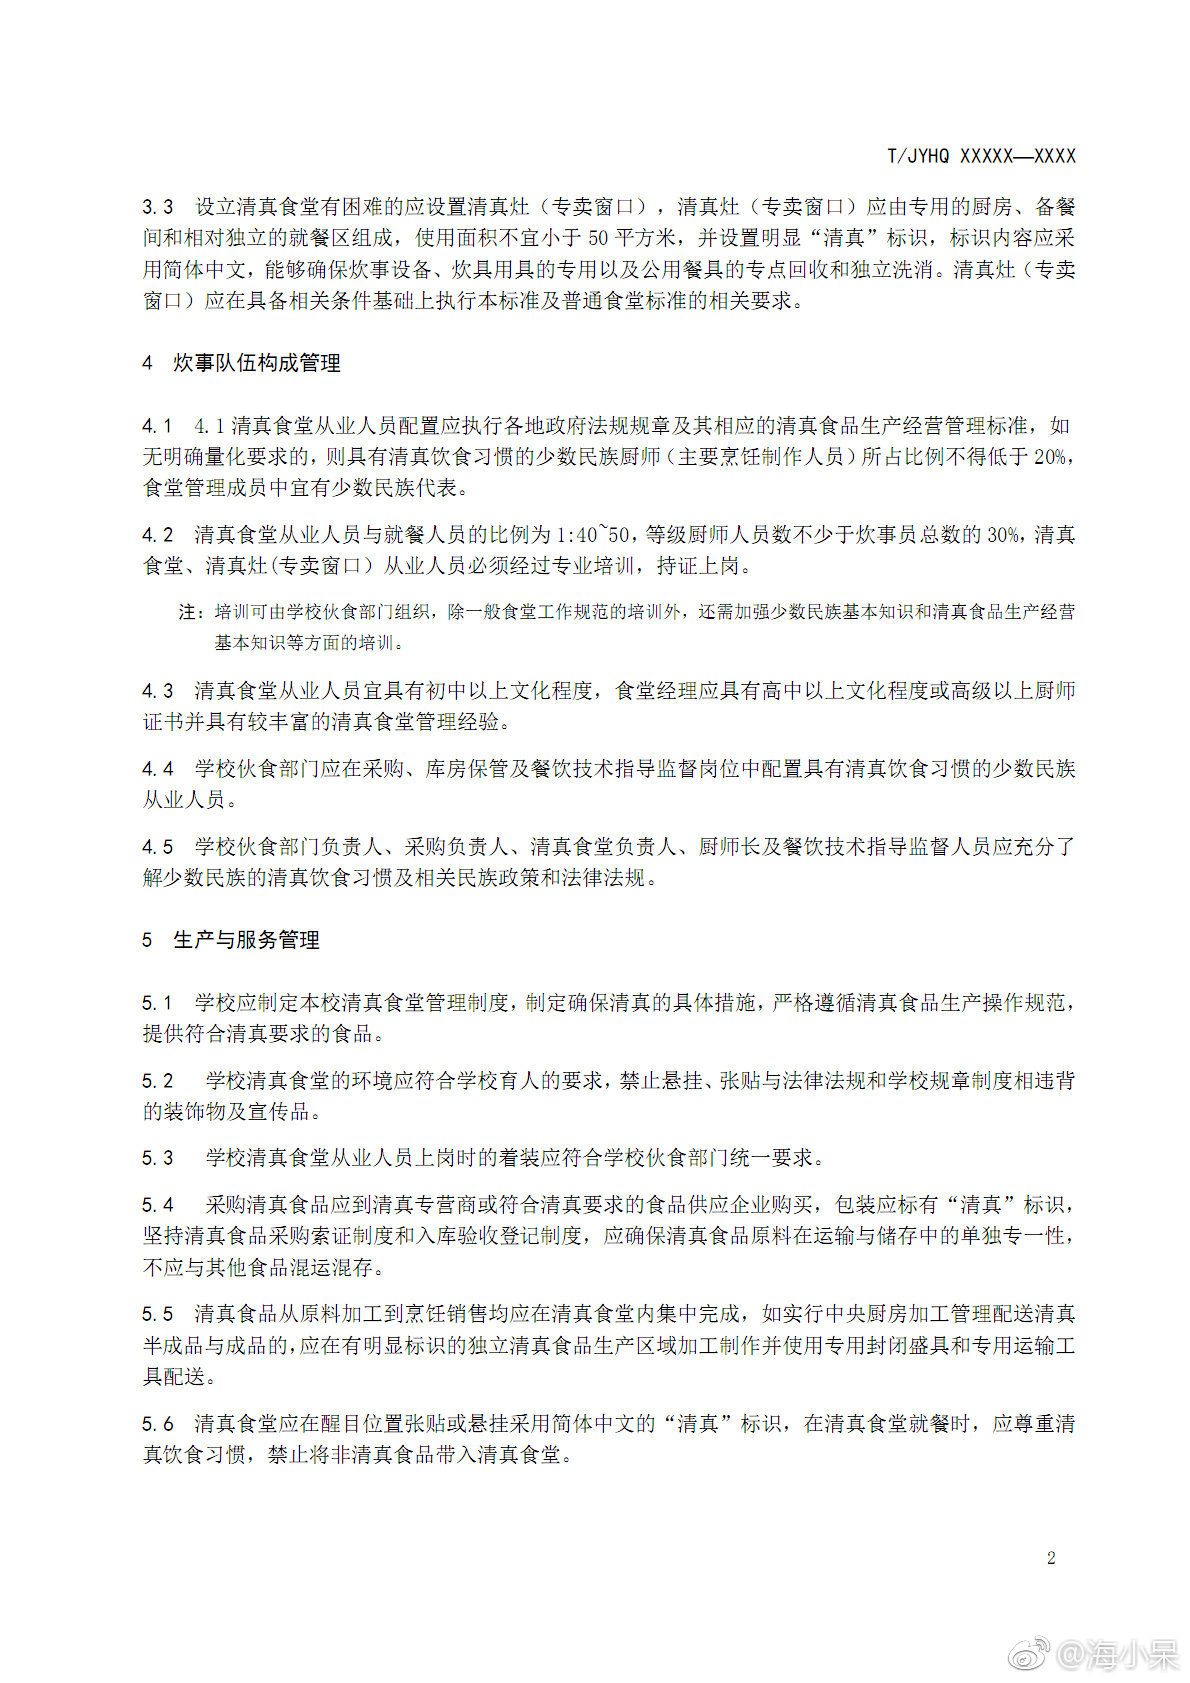 T/JYHQ XXXXX—XXXX
3.3 设立清真食堂有困难的应设置清真灶（专卖窗口），清真灶（专卖窗口）应由专用的厨房、备餐
间和相对独立的就餐区组成，使用面积不宜小于 50 平方米，并设置明显“清真”标识，标识内容应采
用简体中文，能够确保炊事设备、炊具用具的专用以及公用餐具的专点回收和独立洗消。清真灶（专卖
窗口）应在具备相关条件基础上执行本标准及普通食堂标准的相关要求。
4 炊事队伍构成管理
4.1 4.1 清真食堂从业人员配置应执行各地政府法规规章及其相应的清真食品生产经营管理标准，如
无明确量化要求的，则具有清真饮食习惯的少数民族厨师（主要烹饪制作人员）所占比例不得低于 20%，
食堂管理成员中宜有少数民族代表。
4.2 清真食堂从业人员与就餐人员的比例为 1:40~50，等级厨师人员数不少于炊事员总数的 30%，清真
食堂、清真灶(专卖窗口）从业人员必须经过专业培训，持证上岗。
注：培训可由学校伙食部门组织，除一般食堂工作规范的培训外，还需加强少数民族基本知识和清真食品生产经营
基本知识等方面的培训。
4.3 清真食堂从业人员宜具有初中以上文化程度，食堂经理应具有高中以上文化程度或高级以上厨师
证书并具有较丰富的清真食堂管理经验。
4.4 学校伙食部门应在采购、库房保管及餐饮技术指导监督岗位中配置具有清真饮食习惯的少数民族
从业人员。
4.5 学校伙食部门负责人、采购负责人、清真食堂负责人、厨师长及餐饮技术指导监督人员应充分了
解少数民族的清真饮食习惯及相关民族政策和法律法规。
5 生产与服务管理
5.1 学校应制定本校清真食堂管理制度，制定确保清真的具体措施，严格遵循清真食品生产操作规范，
提供符合清真要求的食品。
5.2 学校清真食堂的环境应符合学校育人的要求，禁止悬挂、张贴与法律法规和学校规章制度相违背
的装饰物及宣传品。
5.3 学校清真食堂从业人员上岗时的着装应符合学校伙食部门统一要求。
5.4 采购清真食品应到清真专营商或符合清真要求的食品供应企业购买，包装应标有“清真”标识，
坚持清真食品采购索证制度和入库验收登记制度，应确保清真食品原料在运输与储存中的单独专一性，
不应与其他食品混运混存。
5.5 清真食品从原料加工到烹饪销售均应在清真食堂内集中完成，如实行中央厨房加工管理配送清真
半成品与成品的，应在有明显标识的独立清真食品生产区域加工制作并使用专用封闭盛具和专用运输工
具配送。
5.6 清真食堂应在醒目位置张贴或悬挂采用简体中文的“清真”标识，在清真食堂就餐时，应尊重清
真饮食习惯，禁止将非清真食品带入清真食堂。
2
@海小呆